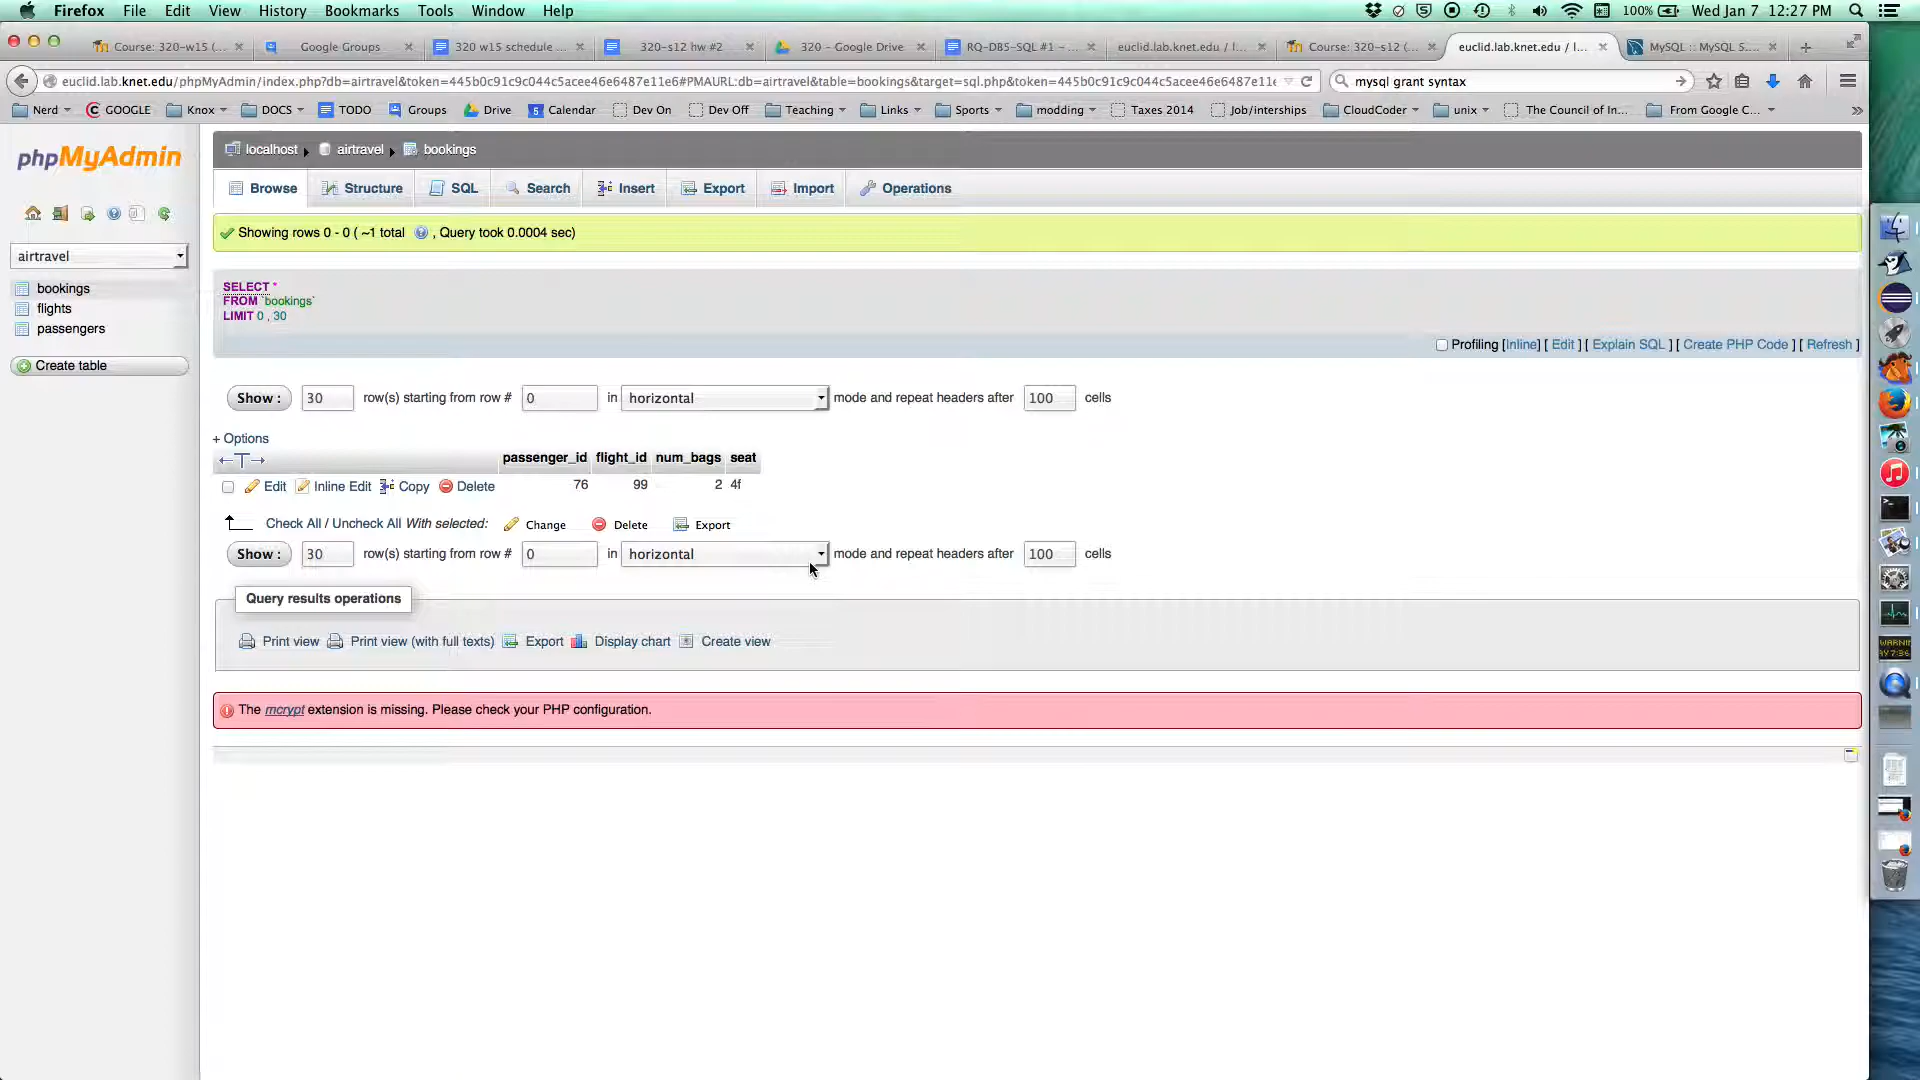 Firefox File Edit View History Bookmarks Tools Window Help 100% Wed Jan 7 12:27 PM
Course: 320-w15 (... Google Groups 320 w15 schedule ... 320-s12 hw #2 320 - Google Drive RQ-DB5-SQL #1 - ... euclid.lab.knet.edu / l... Course: 320-s12 (... euclid.lab.knet.edu / l... MySQL :: MySQL 5....
euclid.lab.knet.edu/phpMyAdmin/index.php?db=airtravel&token=445b0c91c9c044c5acee46e6487e11e6#PMAURL:db=airtravel&table=bookings&target=sql.php&token=445b0c91c9c044c5acee46e6487e11e mysql grant syntax
Nerd GOOGLE Knox DOCS TODO Groups Drive 5 Calendar Dev On Dev Off Teaching Links Sports modding Taxes 2014 Job/interships CloudCoder unix The Council of In... From Google C... »
phpMyAdmin
airtravel
bookings
flights
passengers
Create table
localhost airtravel bookings
Browse Structure SQL Search Insert Export Import Operations
Showing rows 0 - 0 ( ~1 total , Query took 0.0004 sec)
SELECT *
FROM `bookings`
LIMIT 0 , 30
Profiling [Inline] [ Edit ] [ Explain SQL ] [ Create PHP Code ] [ Refresh ]
Show : 30 row(s) starting from row # 0 in horizontal mode and repeat headers after 100 cells
+ Options
←T→ passenger_id flight_id num_bags seat
Edit Inline Edit Copy Delete 76 99 2 4f
Check All / Uncheck All With selected: Change Delete Export
Show : 30 row(s) starting from row # 0 in horizontal mode and repeat headers after 100 cells
Query results operations
Print view Print view (with full texts) Export Display chart Create view
The mcrypt extension is missing. Please check your PHP configuration.